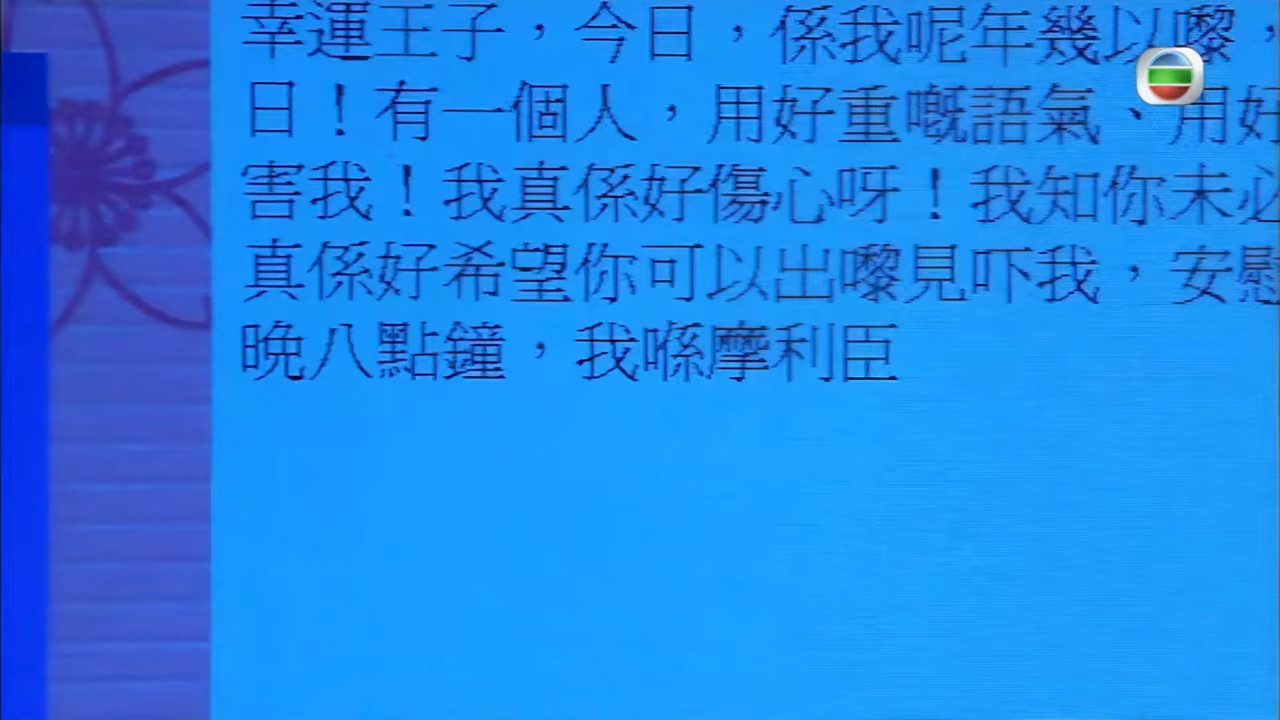 幸運王子，今日，係我呢年幾以嚟，
日！有一個人，用好重嘅語氣、用好
害我！我真係好傷心呀！我知你未必
真係好希望你可以出嚟見吓我，安慰
晚八點鐘，我喺摩利臣